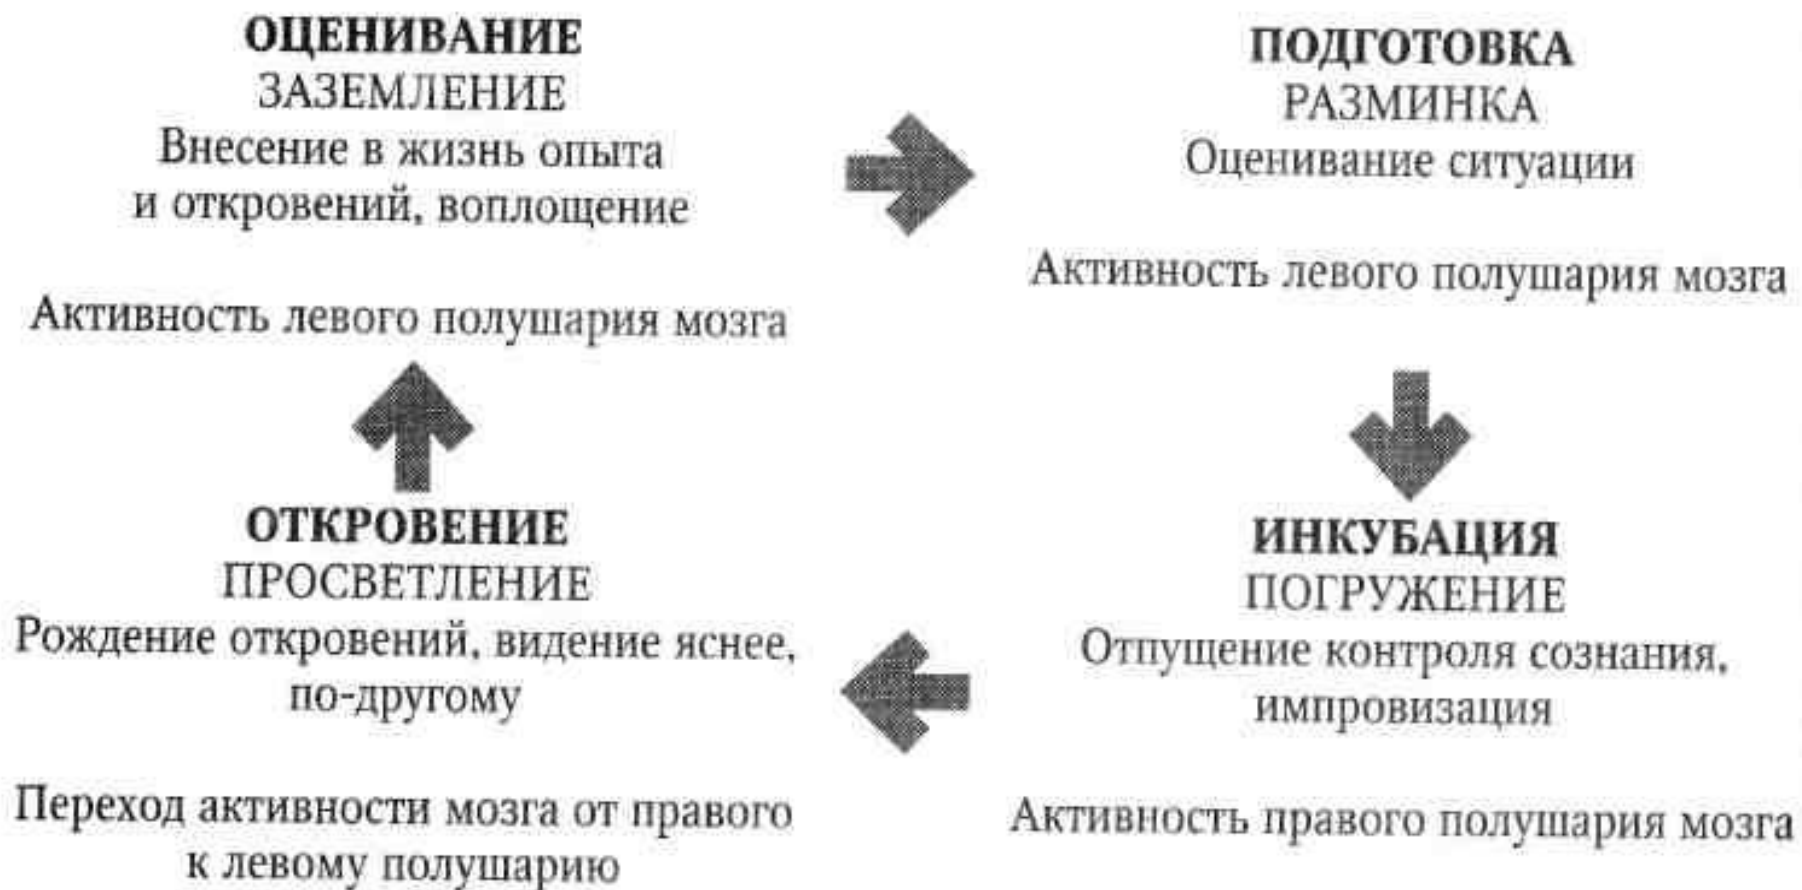 ОЦЕНИВАНИЕ
ЗАЗЕМЛЕНИЕ
Внесение в жизнь опыта
и откровений, воплощение
Активность левого полушария мозга
ПОДГОТОВКА
РАЗМИНКА
Оценивание ситуации
Активность левого полушария мозга
ОТКРОВЕНИЕ
ПРОСВЕТЛЕНИЕ
Рождение откровений, видение яснее,
по-другому
Переход активности мозга от правого
к левому полушарию
ИНКУБАЦИЯ
ПОГРУЖЕНИЕ
Отпущение контроля сознания,
импровизация
Активность правого полушария мозга